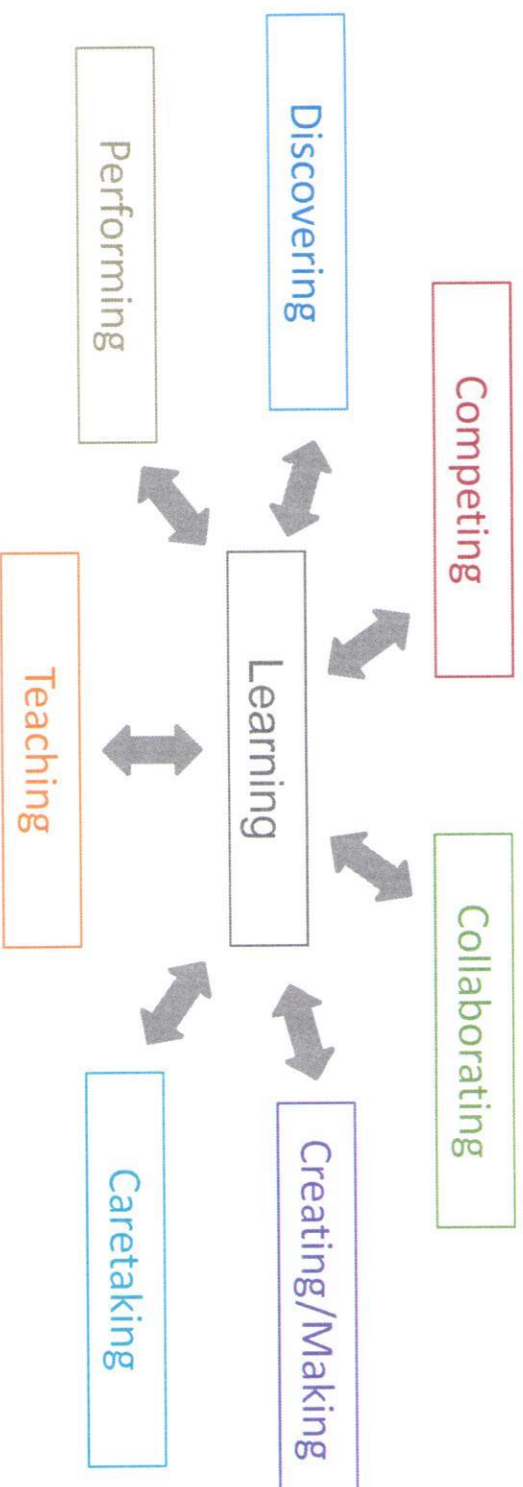 Competing
Collaborating
Discovering
Creating/Making
Learning
Performing
Caretaking
Teaching